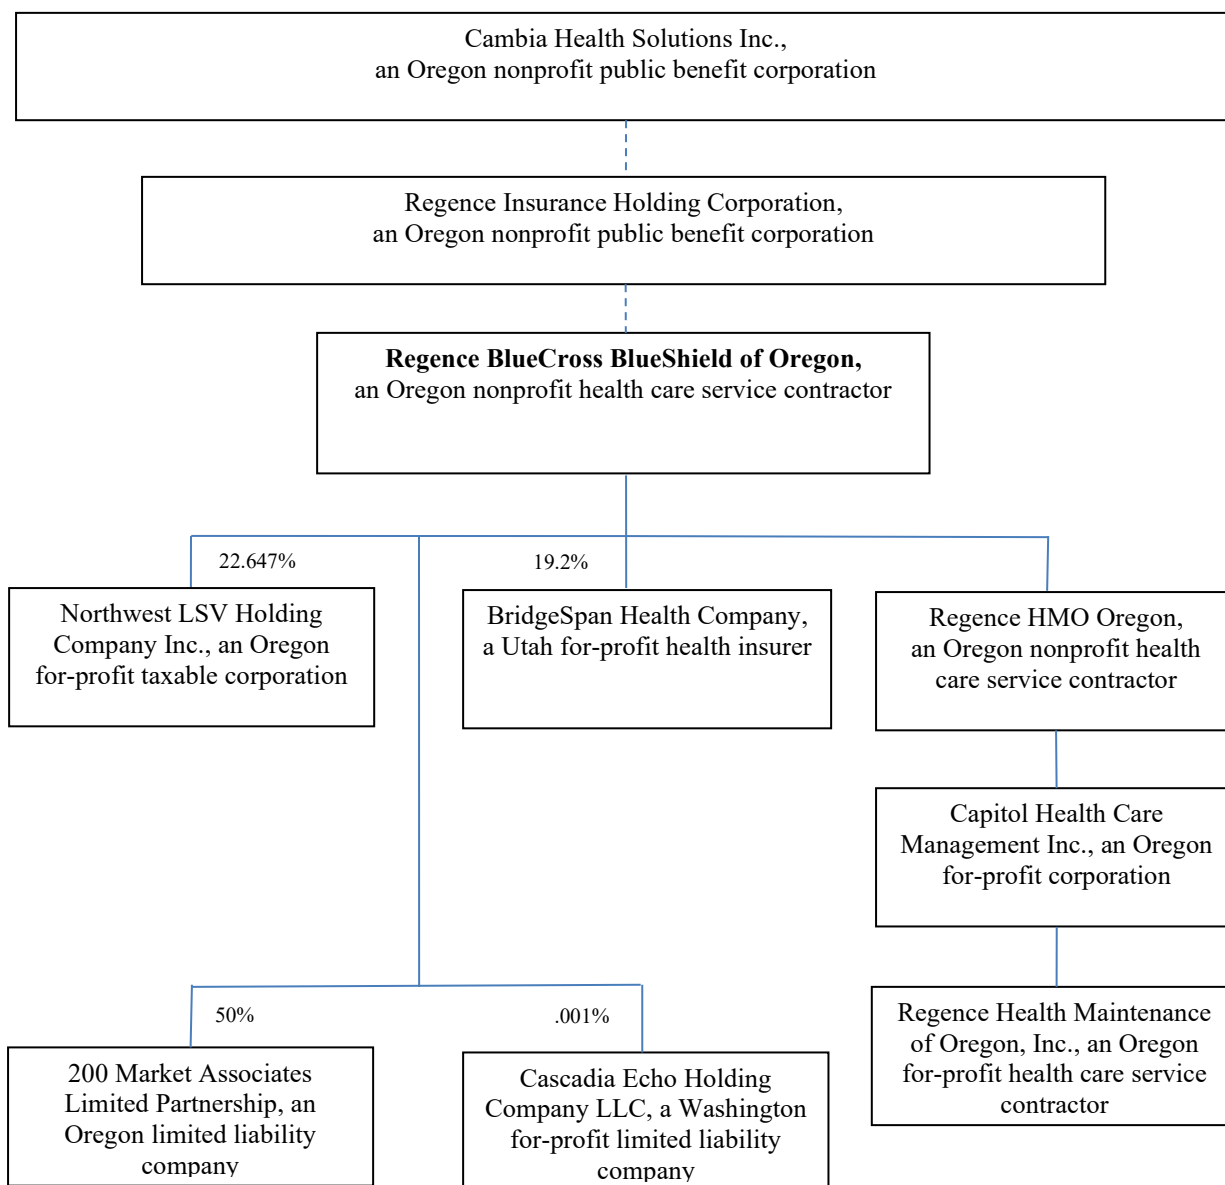 Cambia Health Solutions Inc.,
an Oregon nonprofit public benefit corporation
Regence Insurance Holding Corporation,
an Oregon nonprofit public benefit corporation
Regence BlueCross BlueShield of Oregon,
an Oregon nonprofit health care service contractor
22.647%
19.2%
Northwest LSV Holding
Company Inc., an Oregon
for-profit taxable corporation
BridgeSpan Health Company,
a Utah for-profit health insurer
Regence HMO Oregon,
an Oregon nonprofit health
care service contractor
Capitol Health Care
Management Inc., an Oregon
for-profit corporation
50%
.001%
Regence Health Maintenance
of Oregon, Inc., an Oregon
for-profit health care service
contractor
200 Market Associates
Limited Partnership, an
Oregon limited liability
company
Cascadia Echo Holding
Company LLC, a Washington
for-profit limited liability
company